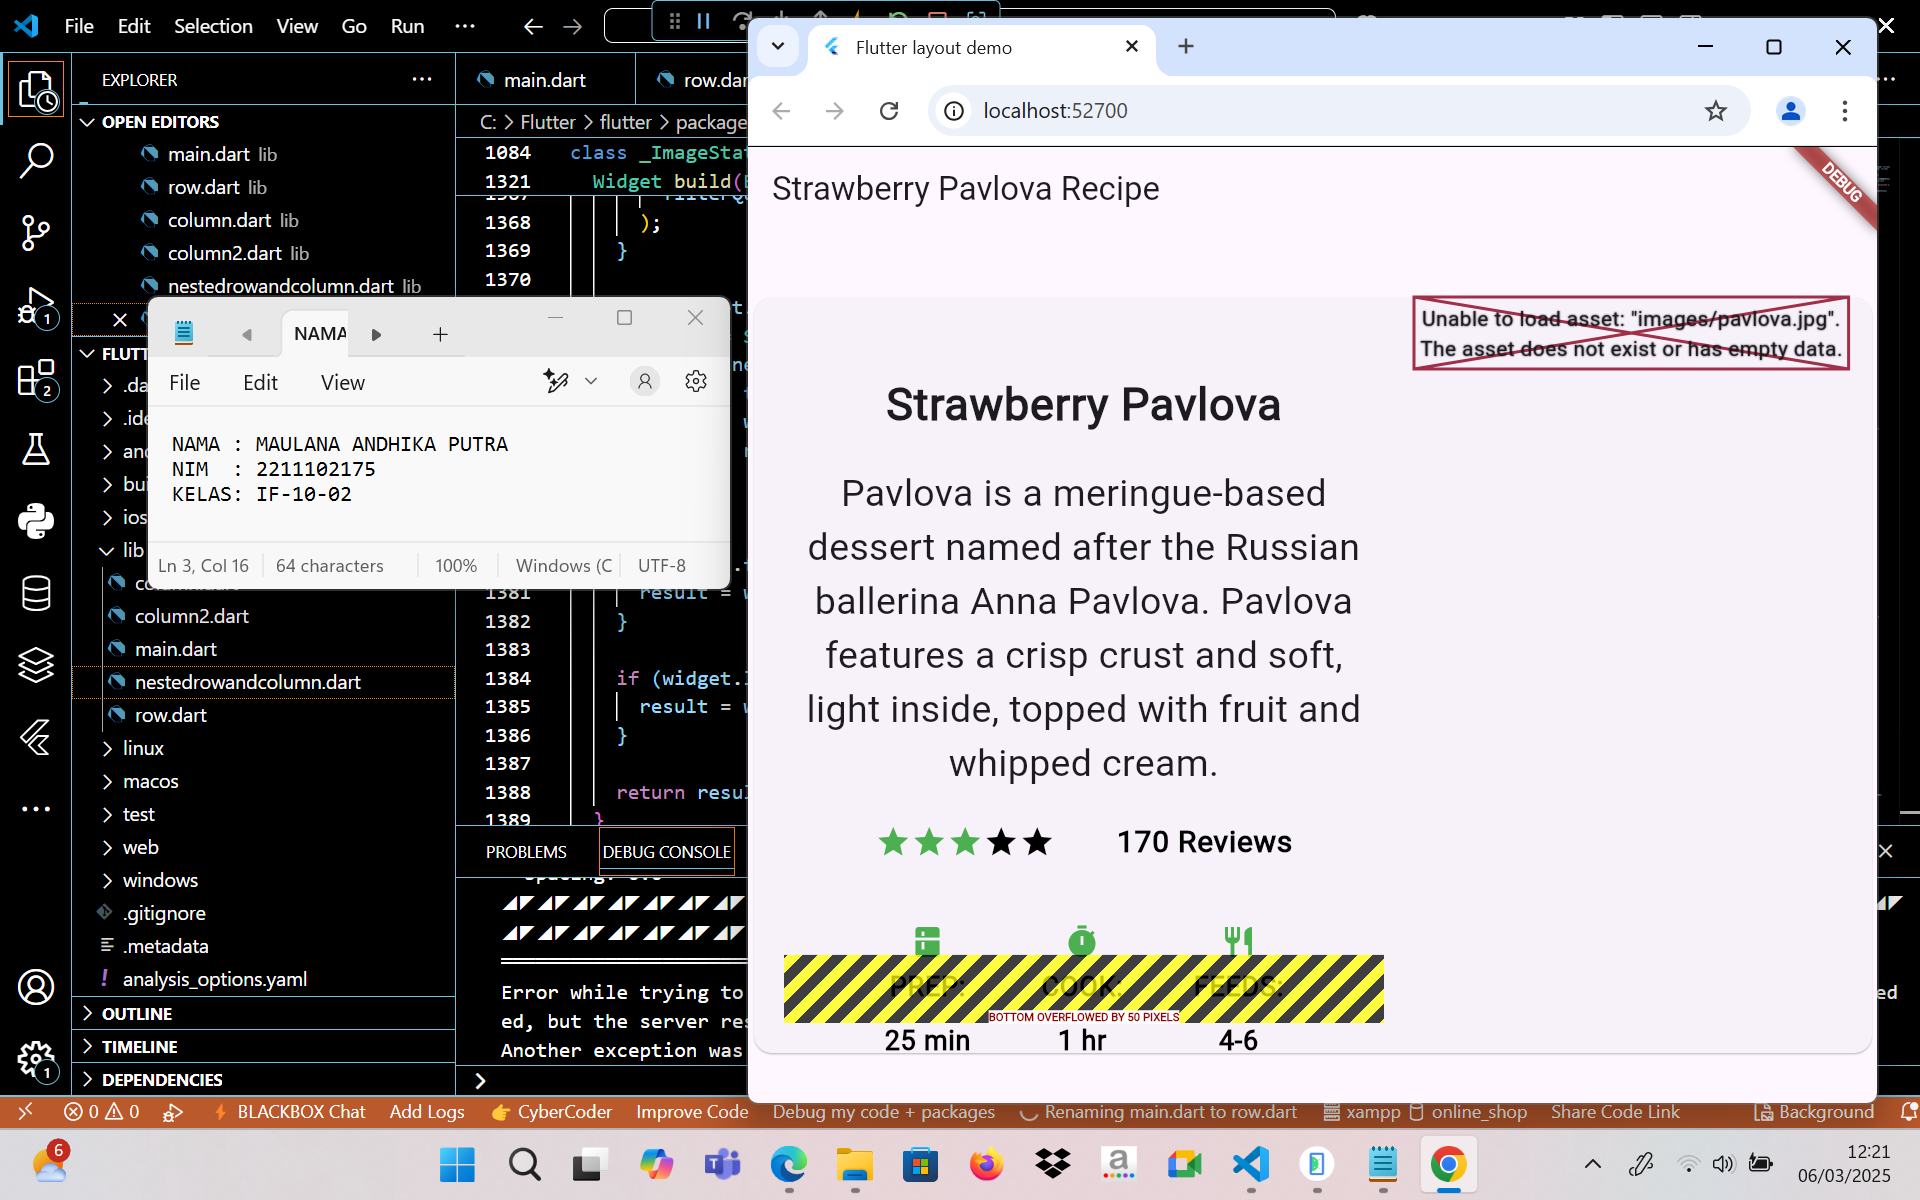 File Edit Selection View Go Run
EXPLORER
OPEN EDITORS
main.dart lib
row.dart lib
column.dart lib
column2.dart lib
nestedrowandcolumn.dart lib
column2.dart
main.dart
nestedrowandcolumn.dart
row.dart
lib
linux
macos
test
web
windows
.gitignore
.metadata
analysis_options.yaml
OUTLINE
TIMELINE
DEPENDENCIES
main.dart
C: > Flutter > flutter > package
1084 class _ImageStat
1321 Widget build(
1368 );
1369 }
1370
1381 result =
1382 }
1383
1384 if (widget.
1385 result =
1386 }
1387
1388 return resul
1389 }
PROBLEMS DEBUG CONSOLE
Error while trying to
ed, but the server res
Another exception was
ed
NAMA
File Edit View
NAMA : MAULANA ANDHIKA PUTRA
NIM : 2211102175
KELAS: IF-10-02
Ln 3, Col 16 64 characters 100% Windows (C UTF-8
Flutter layout demo
localhost:52700
DEBUG
Strawberry Pavlova Recipe
Unable to load asset: "images/pavlova.jpg".
The asset does not exist or has empty data.
Strawberry Pavlova
Pavlova is a meringue-based
dessert named after the Russian
ballerina Anna Pavlova. Pavlova
features a crisp crust and soft,
light inside, topped with fruit and
whipped cream.
170 Reviews
PREP: COOK: FEEDS:
BOTTOM OVERFLOWED BY 50 PIXELS
25 min 1 hr 4-6
0 0 BLACKBOX Chat Add Logs CyberCoder Improve Code Debug my code + packages Renaming main.dart to row.dart xampp online_shop Share Code Link Background
6
12:21
06/03/2025